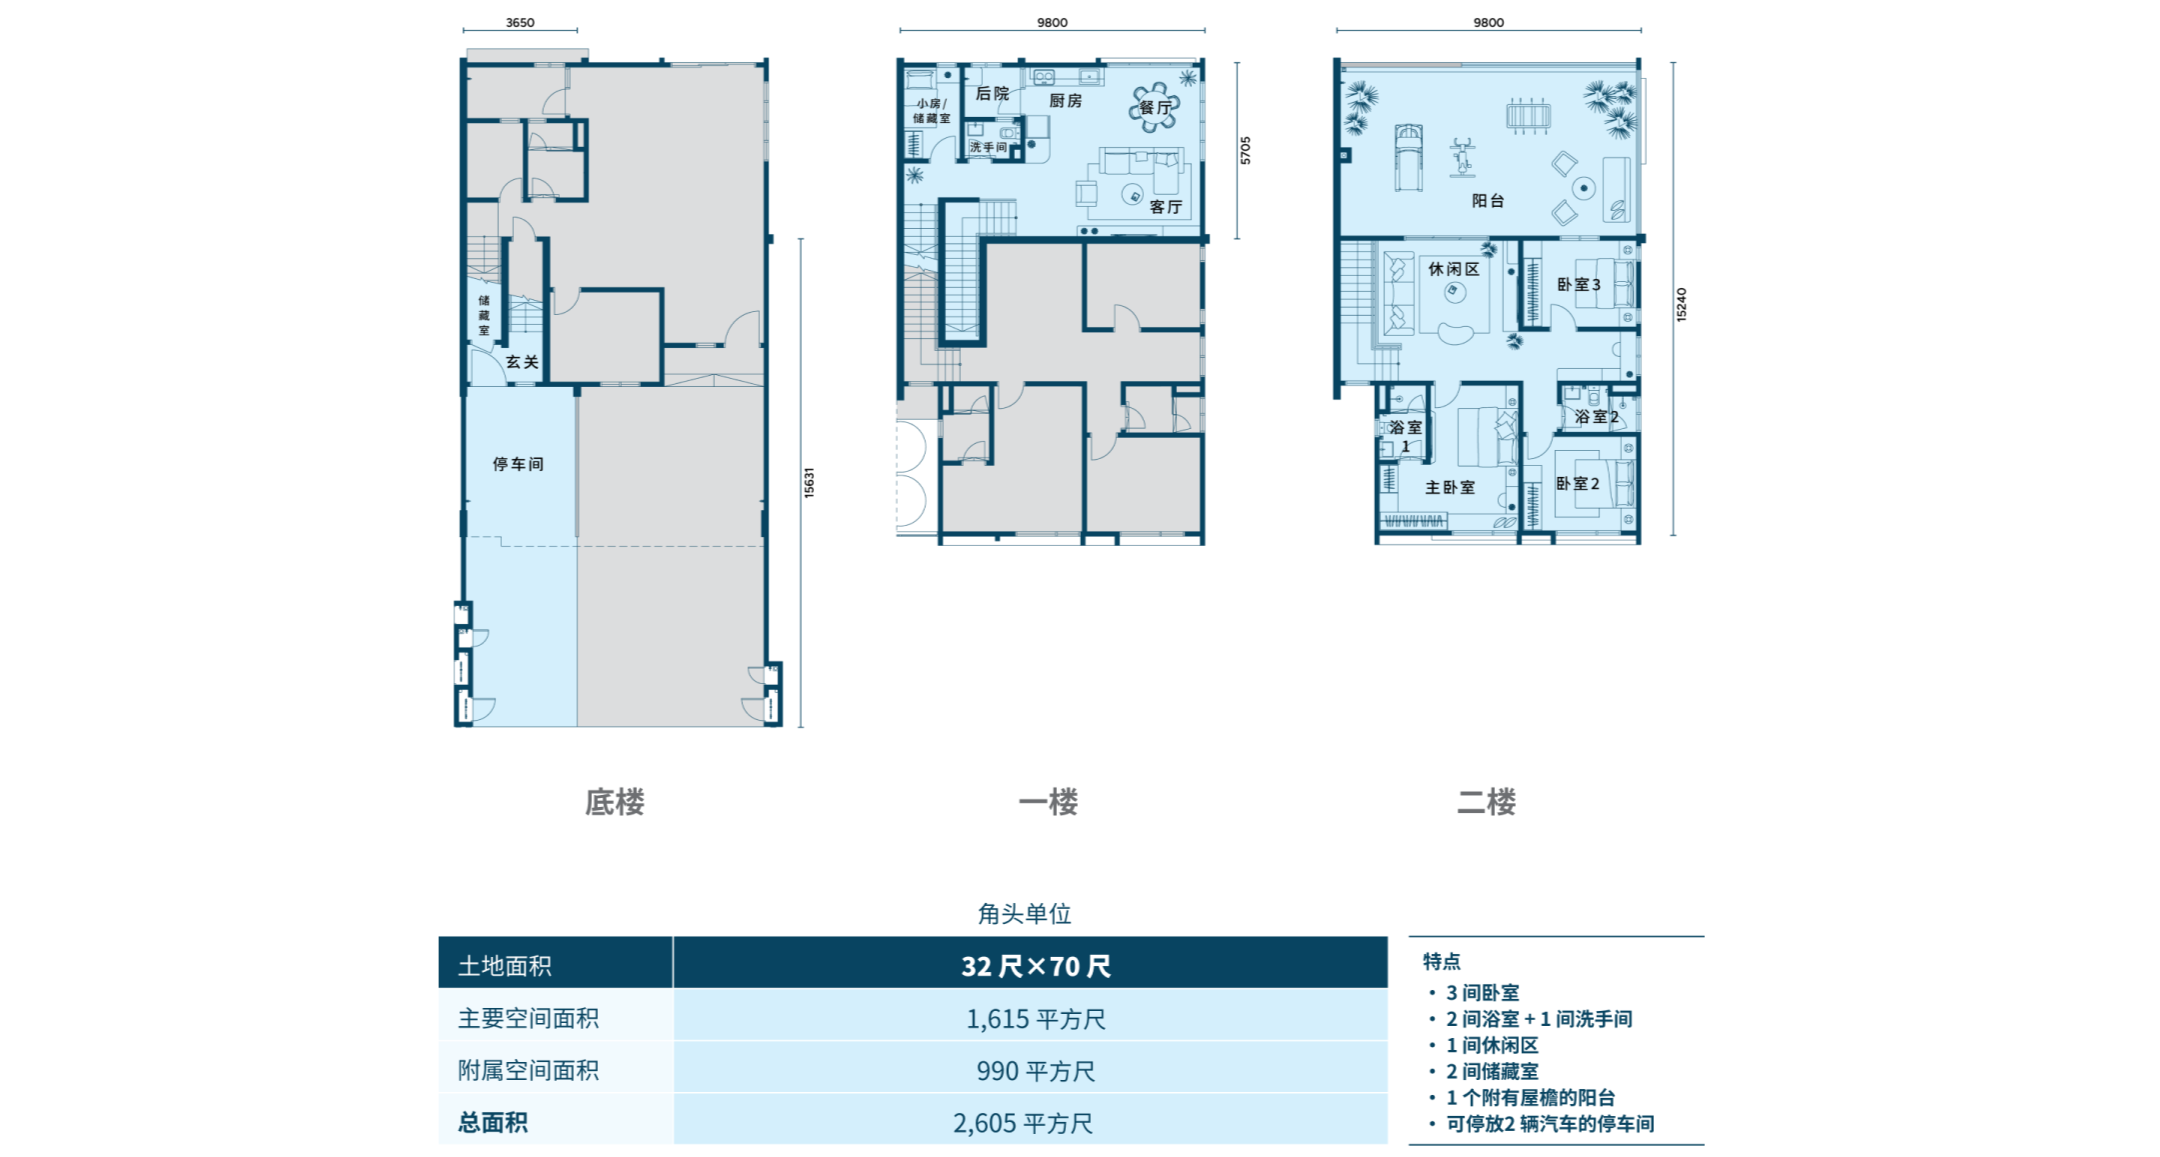 3650
9800
9800
储
藏
室
玄关
停车间
15631
小房/
储藏室
后院
厨房
餐厅
洗手间
客厅
5705
阳台
休闲区
卧室3
浴室
1
浴室2
主卧室
卧室2
15240
底楼
一楼
二楼
角头单位
土地面积
32 尺×70 尺
主要空间面积
1,615 平方尺
附属空间面积
990 平方尺
总面积
2,605 平方尺
特点
• 3 间卧室
• 2 间浴室 + 1 间洗手间
• 1 间休闲区
• 2 间储藏室
• 1 个附有屋檐的阳台
• 可停放2 辆汽车的停车间